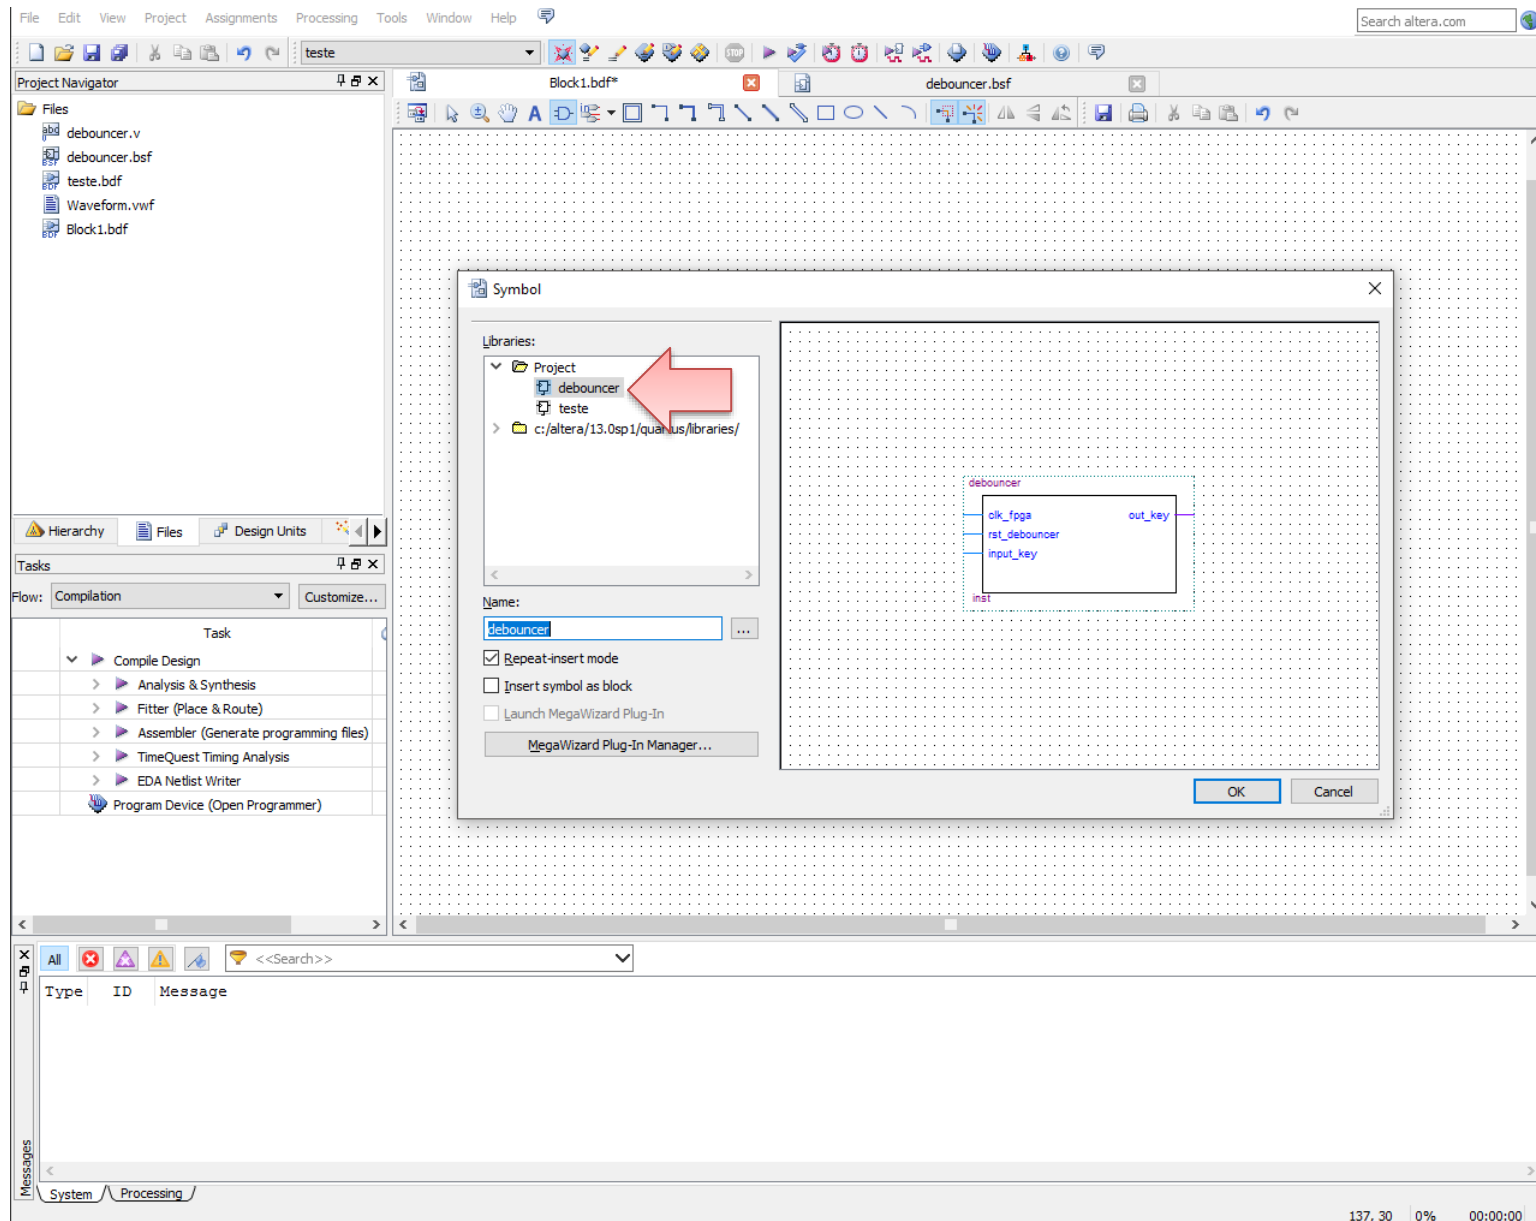 File Edit View Project Assignments Processing Tools Window Help
Search altera.com
teste
Project Navigator
Block1.bdf*
debouncer.bsf
Files
debouncer.v
debouncer.bsf
teste.bdf
Waveform.vwf
Block1.bdf
Hierarchy Files Design Units
Tasks
Flow: Compilation Customize...
Task
Compile Design
Analysis & Synthesis
Fitter (Place & Route)
Assembler (Generate programming files)
TimeQuest Timing Analysis
EDA Netlist Writer
Program Device (Open Programmer)
Symbol
Libraries:
Project
debouncer
teste
c:/altera/13.0sp1/quartus/libraries/
Name:
debouncer
...
Repeat-insert mode
Insert symbol as block
Launch MegaWizard Plug-In
MegaWizard Plug-In Manager...
debouncer
clk_fpga out_key
rst_debouncer
input_key
inst
OK Cancel
All <<Search>>
Type ID Message
Messages
System Processing
137, 30 0% 00:00:00